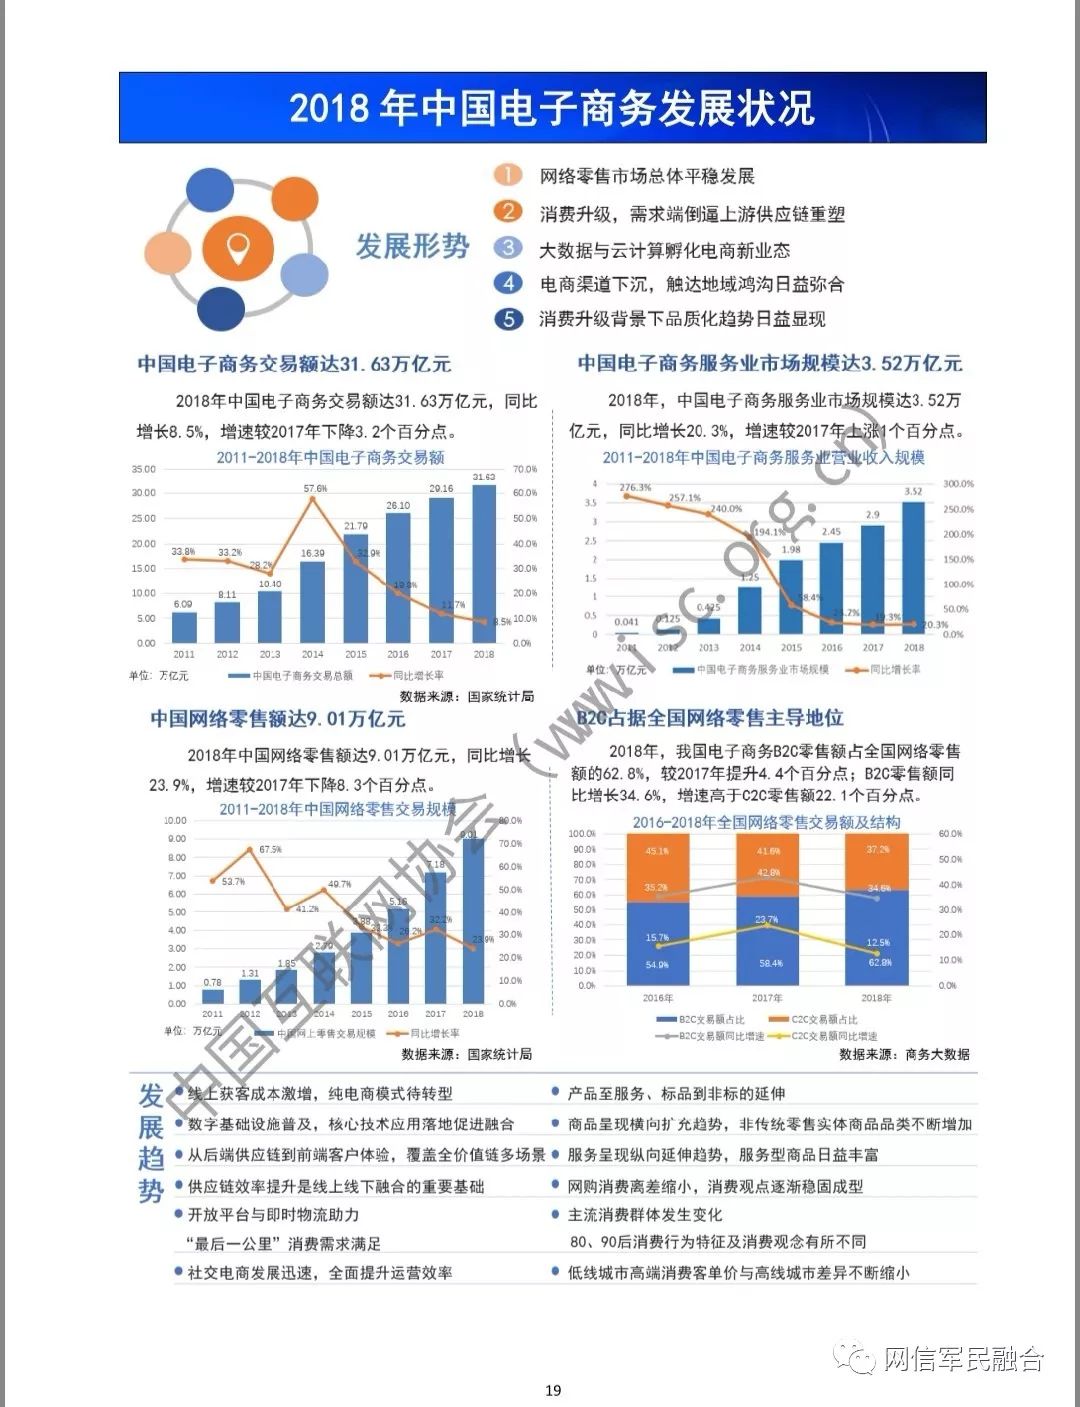 2018 年中国电子商务发展状况
发展形势
1 网络零售市场总体平稳发展
2 消费升级，需求端倒逼上游供应链重塑
3 大数据与云计算孵化电商新业态
4 电商渠道下沉，触达地域鸿沟日益弥合
5 消费升级背景下品质化趋势日益显现
中国电子商务交易额达31.63万亿元
2018年中国电子商务交易额达31.63万亿元，同比
增长8.5%，增速较2017年下降3.2个百分点。
2011-2018年中国电子商务交易额
35.00
30.00
25.00
20.00
15.00
10.00
5.00
0.00
70.0%
60.0%
50.0%
40.0%
30.0%
20.0%
10.0%
0.0%
33.8%
33.2%
28.2%
57.6%
32.9%
19.8%
11.7%
8.5%
6.09
8.11
10.40
16.39
21.79
26.10
29.16
31.63
2011 2012 2013 2014 2015 2016 2017 2018
单位：万亿元 中国电子商务交易总额 同比增长率
数据来源：国家统计局
中国电子商务服务业市场规模达3.52万亿元
2018年，中国电子商务服务业市场规模达3.52万
亿元，同比增长20.3%，增速较2017年上涨1个百分点。
2011-2018年中国电子商务服务业营业收入规模
4
3.5
3
2.5
2
1.5
1
0.5
0
300.0%
250.0%
200.0%
150.0%
100.0%
50.0%
0.0%
276.3%
257.1%
240.0%
194.1%
58.4%
23.7%
19.3%
20.3%
0.041
0.125
0.425
1.25
1.98
2.45
2.9
3.52
2011 2012 2013 2014 2015 2016 2017 2018
单位：万亿元 中国电子商务服务业市场规模 同比增长率
中国网络零售额达9.01万亿元
2018年中国网络零售额达9.01万亿元，同比增长
23.9%，增速较2017年下降8.3个百分点。
2011-2018年中国网络零售交易规模
10.00
9.00
8.00
7.00
6.00
5.00
4.00
3.00
2.00
1.00
0.00
80.0%
70.0%
60.0%
50.0%
40.0%
30.0%
20.0%
10.0%
0.0%
53.7%
67.5%
41.2%
49.7%
33.3%
26.2%
32.2%
23.9%
0.78
1.31
1.85
2.79
3.88
5.16
7.18
9.01
2011 2012 2013 2014 2015 2016 2017 2018
单位：万亿元 中国网上零售交易规模 同比增长率
数据来源：国家统计局
B2C占据全国网络零售主导地位
2018年，我国电子商务B2C零售额占全国网络零售
额的62.8%，较2017年提升4.4个百分点；B2C零售额同
比增长34.6%，增速高于C2C零售额22.1个百分点。
2016-2018年全国网络零售交易额及结构
100.0%
90.0%
80.0%
70.0%
60.0%
50.0%
40.0%
30.0%
20.0%
10.0%
0.0%
60.0%
50.0%
40.0%
30.0%
20.0%
10.0%
0.0%
45.1% 41.6% 37.2%
35.2% 42.8% 34.6%
15.7% 23.7% 12.5%
54.9% 58.4% 62.8%
2016年 2017年 2018年
B2C交易额占比 C2C交易额占比
B2C交易额同比增速 C2C交易额同比增速
数据来源：商务大数据
发展趋势
线上获客成本激增，纯电商模式待转型
数字基础设施普及，核心技术应用落地促进融合
从后端供应链到前端客户体验，覆盖全价值链多场景
供应链效率提升是线上线下融合的重要基础
开放平台与即时物流助力
“最后一公里”消费需求满足
社交电商发展迅速，全面提升运营效率
产品至服务、标品到非标的延伸
商品呈现横向扩充趋势，非传统零售实体商品品类不断增加
服务呈现纵向延伸趋势，服务型商品日益丰富
网购消费离差缩小，消费观点逐渐稳固成型
主流消费群体发生变化
80、90后消费行为特征及消费观念有所不同
低线城市高端消费客单价与高线城市差异不断缩小
中国互联网协会（www.isc.org.cn）
网信军民融合
19